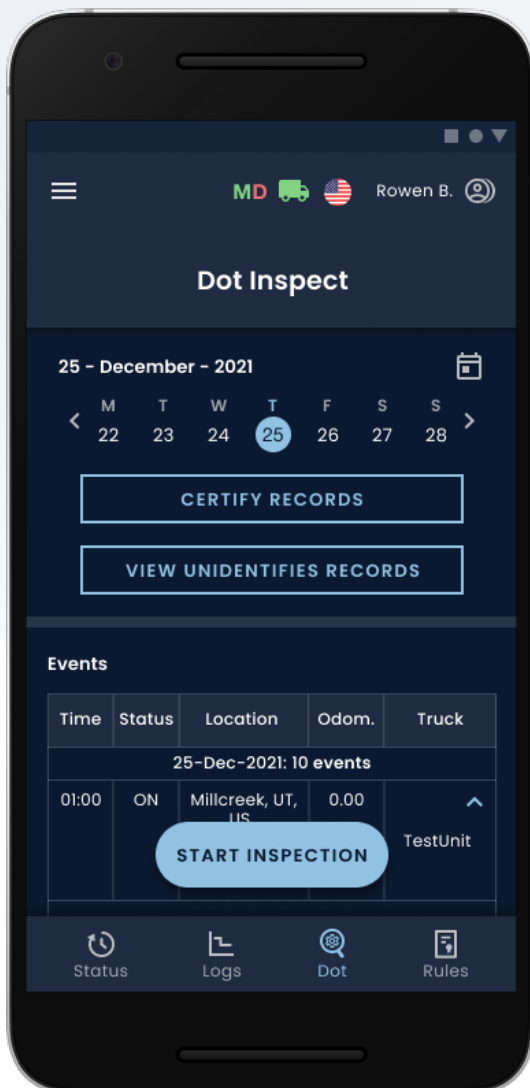 MD
Rowen B.
Dot Inspect
25 - December - 2021
M T W T F S S
22 23 24 25 26 27 28
CERTIFY RECORDS
VIEW UNIDENTIFIES RECORDS
Events
Time Status Location Odom. Truck
25-Dec-2021: 10 events
01:00 ON Millcreek, UT, 0.00
US
TestUnit
START INSPECTION
Status Logs Dot Rules